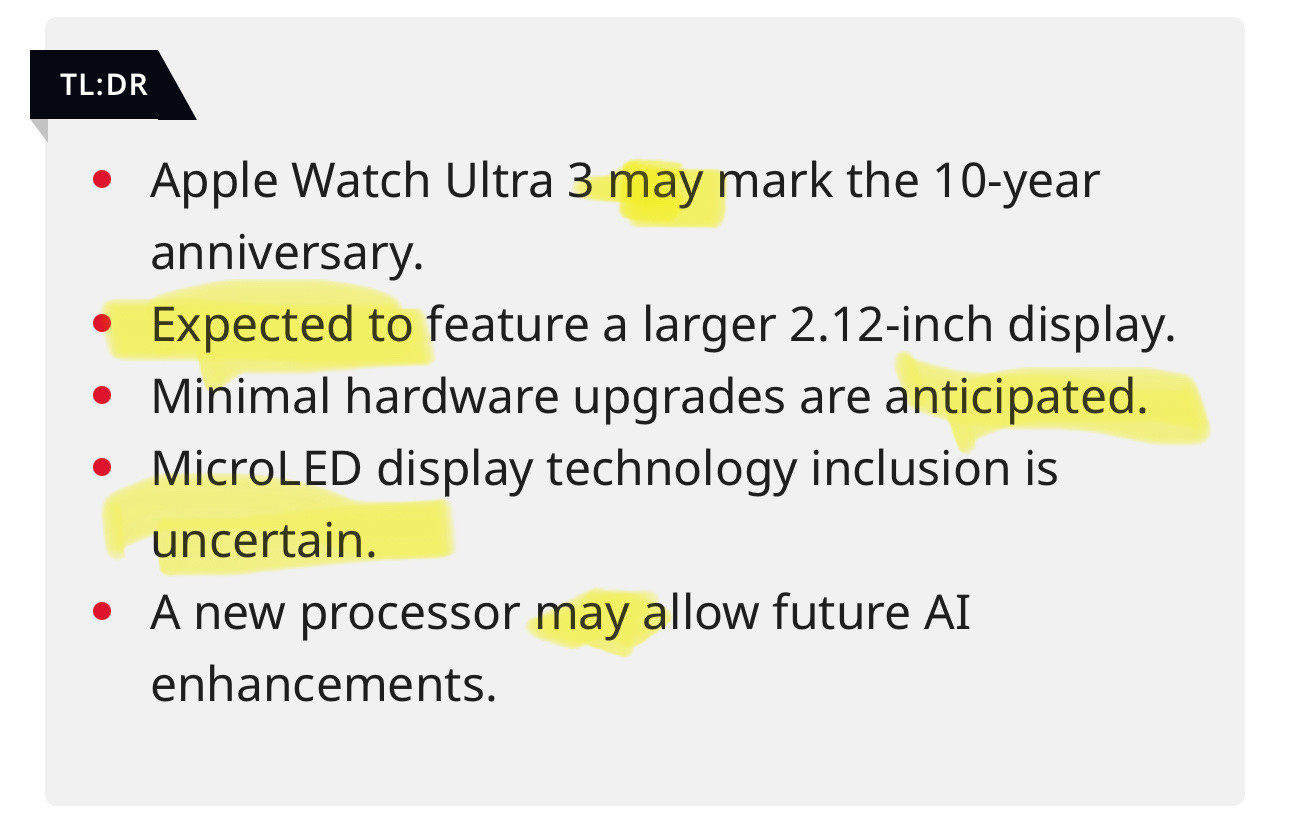 TL:DR
Apple Watch Ultra 3 may mark the 10-year
anniversary.
Expected to feature a larger 2.12-inch display.
Minimal hardware upgrades are anticipated.
MicroLED display technology inclusion is
uncertain.
A new processor may allow future AI
enhancements.